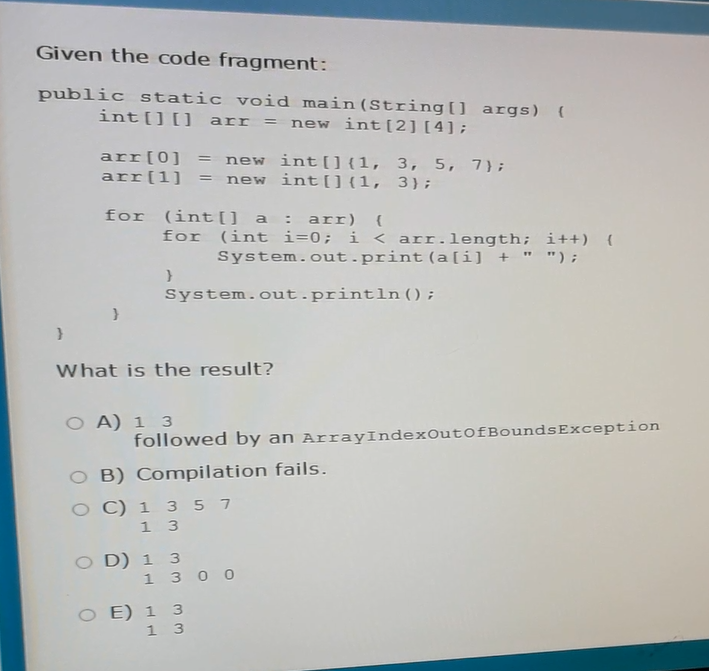 Given the code fragment:
public static void main(String[] args) {
int[][] arr = new int[2][4];
arr[0] = new int[]{1, 3, 5, 7};
arr[1] = new int[]{1, 3};
for (int[] a : arr) {
for (int i=0; i < arr.length; i++) {
System.out.print(a[i] + " ");
}
System.out.println();
}
}
What is the result?
A) 1 3
followed by an ArrayIndexOutOfBoundsException
B) Compilation fails.
C) 1 3 5 7
1 3
D) 1 3
1 3 0 0
E) 1 3
1 3